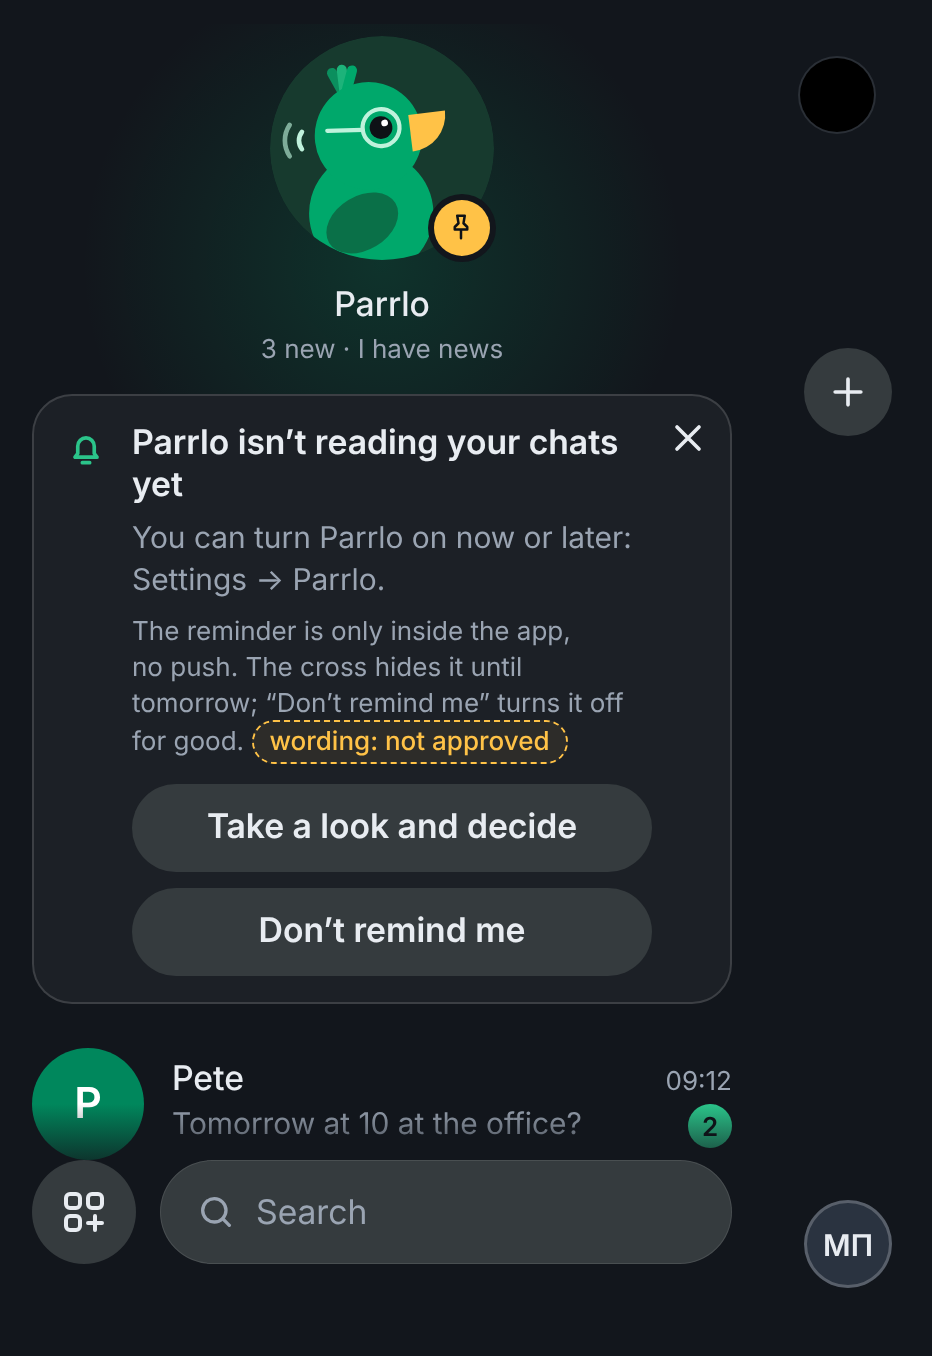 Parrlo
3 new · I have news
Parrlo isn’t reading your chats
yet
You can turn Parrlo on now or later:
Settings → Parrlo.
The reminder is only inside the app,
no push. The cross hides it until
tomorrow; “Don’t remind me” turns it off
for good. wording: not approved
Take a look and decide
Don’t remind me
P
Pete
09:12
Tomorrow at 10 at the office?
2
Search
МП